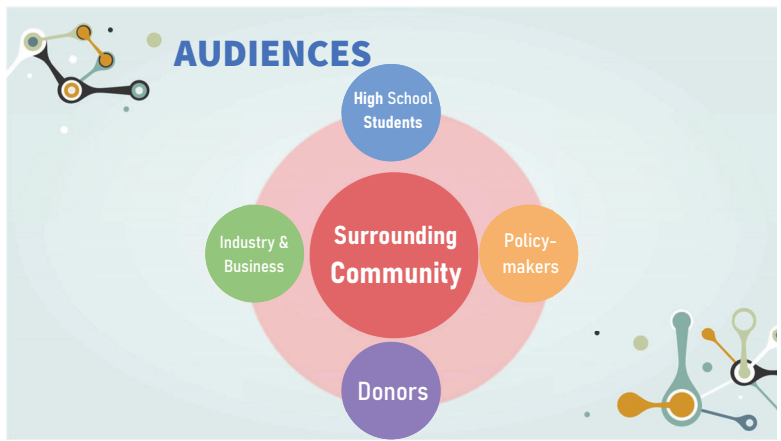 AUDIENCES
High School
Students
Industry &
Business
Surrounding
Community
Policy-
makers
Donors